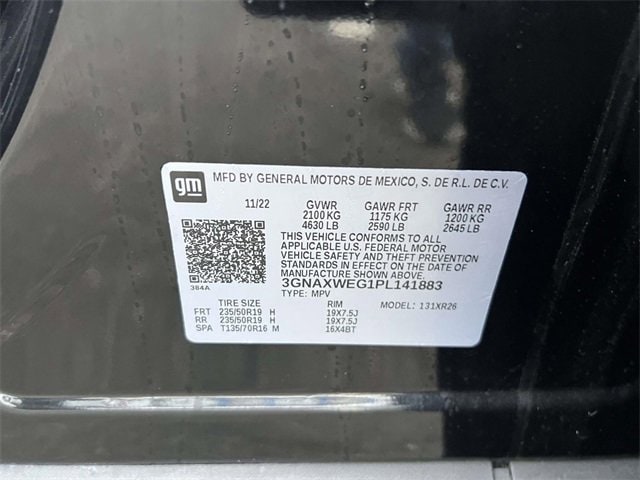 gm
MFD BY GENERAL MOTORS DE MEXICO, S. DE R.L. DE C.V.
11/22 GVWR GAWR FRT GAWR RR
2100 KG 1175 KG 1200 KG
4630 LB 2590 LB 2645 LB
THIS VEHICLE CONFORMS TO ALL
APPLICABLE U.S. FEDERAL MOTOR
VEHICLE SAFETY AND THEFT PREVENTION
STANDARDS IN EFFECT ON THE DATE OF
MANUFACTURE SHOWN ABOVE.
384A 3GNAXWEG1PL141883
TYPE: MPV MODEL: 131XR26
TIRE SIZE RIM
FRT 235/50R19 H 19X7.5J
RR 235/50R19 H 19X7.5J
SPA T135/70R16 M 16X4BT